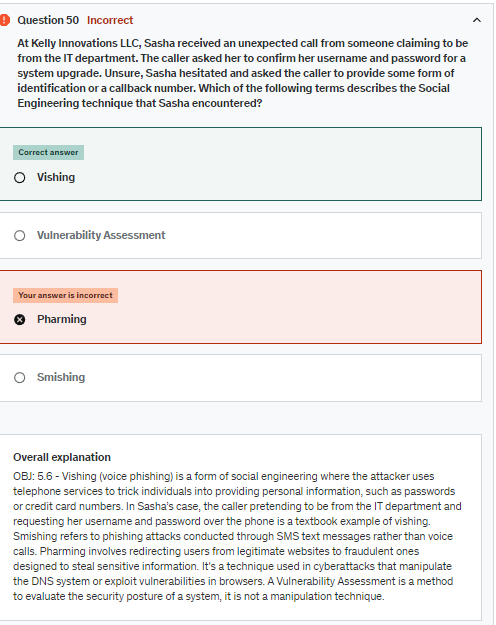 Question 50 Incorrect
At Kelly Innovations LLC, Sasha received an unexpected call from someone claiming to be
from the IT department. The caller asked her to confirm her username and password for a
system upgrade. Unsure, Sasha hesitated and asked the caller to provide some form of
identification or a callback number. Which of the following terms describes the Social
Engineering technique that Sasha encountered?
Correct answer
Vishing
Vulnerability Assessment
Your answer is incorrect
Pharming
Smishing
Overall explanation
OBJ: 5.6 - Vishing (voice phishing) is a form of social engineering where the attacker uses
telephone services to trick individuals into providing personal information, such as passwords
or credit card numbers. In Sasha's case, the caller pretending to be from the IT department and
requesting her username and password over the phone is a textbook example of vishing.
Smishing refers to phishing attacks conducted through SMS text messages rather than voice
calls. Pharming involves redirecting users from legitimate websites to fraudulent ones
designed to steal sensitive information. It's a technique used in cyberattacks that manipulate
the DNS system or exploit vulnerabilities in browsers. A Vulnerability Assessment is a method
to evaluate the security posture of a system, it is not a manipulation technique.